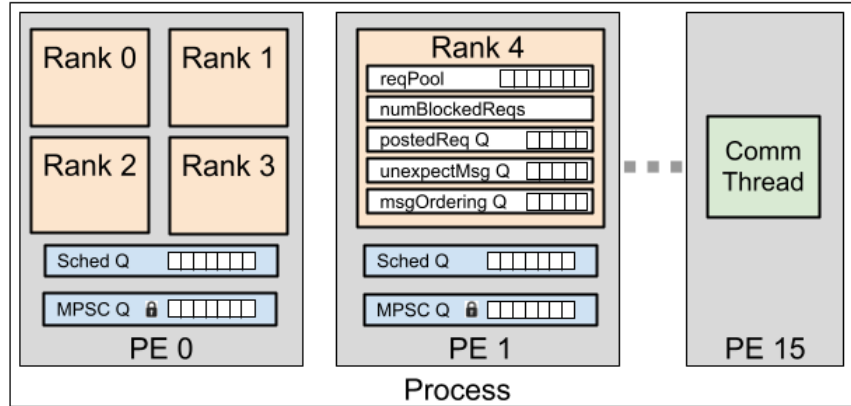 Rank 0
Rank 1
Rank 2
Rank 3
Sched Q
MPSC Q
PE 0
Rank 4
reqPool
numBlockedReqs
postedReq Q
unexpectMsg Q
msgOrdering Q
Sched Q
MPSC Q
PE 1
Comm
Thread
PE 15
Process